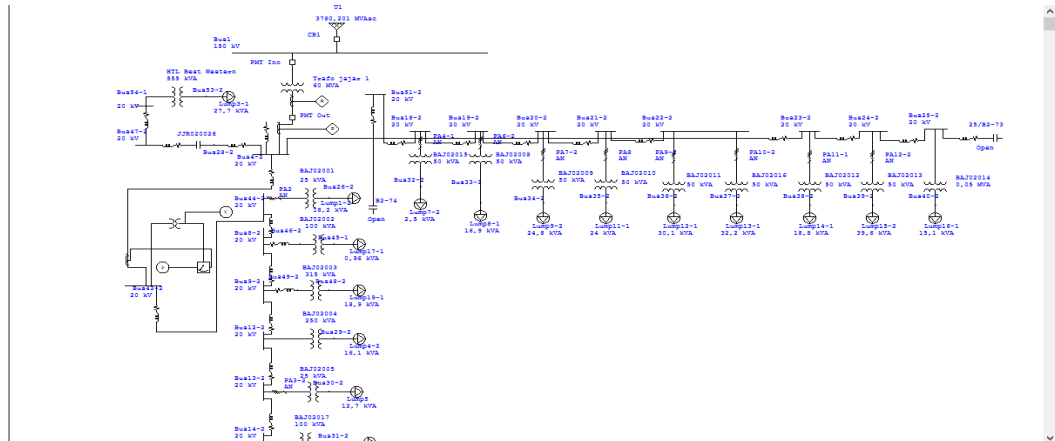 U1
3780,201 MVAsc
CB1
Bus1
150 kV
PMT Inc
Trafo jajar 1
60 MVA
R
PMT Out
R
HTL Best Western
555 kVA
Bus54-1
20 kV
Bus53-2
Lump3-1
27,7 kVA
Bus47-2
20 kV
JJR020026
Bus28-2
Bus4-2
20 kV
Bus51-2
20 kV
B2-74
Open
Bus18-2
20 kV
Bus19-2
20 kV
Bus20-2
20 kV
Bus21-2
20 kV
Bus22-2
20 kV
Bus23-2
20 kV
Bus24-2
20 kV
Bus25-2
20 kV
25/B2-73
Open
PA4-1
AN
PA6-2
AN
PA7-2
AN
PA8
AN
PA9-2
AN
PA10-2
AN
PA11-1
AN
PA12-2
AN
BAJ02015
50 kVA
BAJ02008
50 kVA
BAJ02009
50 kVA
BAJ02010
50 kVA
BAJ02011
50 kVA
BAJ02016
50 kVA
BAJ02012
50 kVA
BAJ02013
50 kVA
BAJ02014
0,05 MVA
Bus32-2
Bus33-1
Bus34-2
Bus35-2
Bus36-2
Bus37-2
Bus38-2
Bus39-2
Bus40-2
Lump7-2
2,5 kVA
Lump8-1
16,9 kVA
Lump9-2
24,8 kVA
Lump11-1
24 kVA
Lump12-1
30,1 kVA
Lump13-1
32,2 kVA
Lump14-1
18,8 kVA
Lump15-1
39,6 kVA
Lump16-1
15,1 kVA
BAJ02001
25 kVA
PA2
AN
Bus26-2
Lump1-2
18,2 kVA
Bus44-2
20 kV
BAJ02002
100 kVA
Bus46-2
Bus45-1
Lump17-1
0,96 kVA
Bus8-2
20 kV
V
BAJ02003
315 kVA
Bus49-2
Bus48-2
Lump19-1
18,9 kVA
Bus9-2
20 kV
Bus43-2
20 kV
BAJ02004
250 kVA
Bus29-2
Lump4-2
16,1 kVA
Bus12-2
20 kV
BAJ02005
25 kVA
Bus30-2
Lump5
12,7 kVA
Bus13-2
20 kV
AN
BAJ02017
100 kVA
Bus31-2
Bus14-2
20 kV